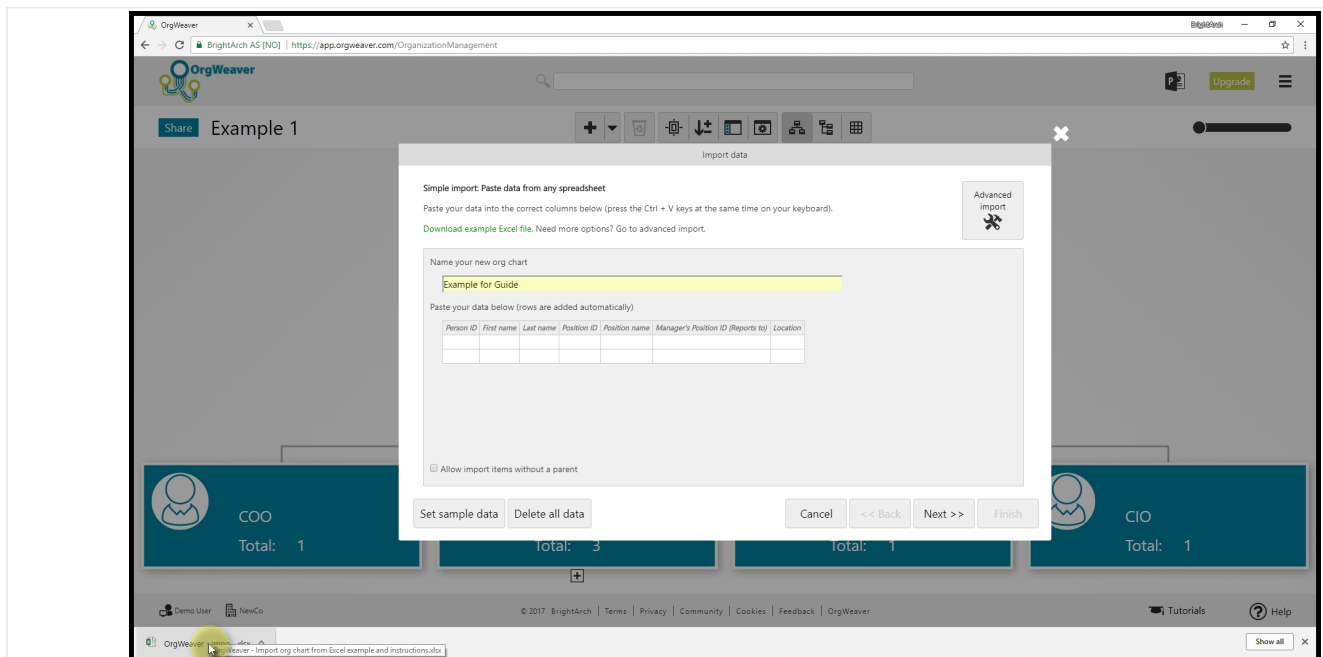 OrgWeaver
BrightArch AS [NO] | https://app.orgweaver.com/OrganizationManagement
OrgWeaver
Upgrade
Share Example 1
Import data
Simple import: Paste data from any spreadsheet
Paste your data into the correct columns below (press the Ctrl + V keys at the same time on your keyboard).
Download example Excel file. Need more options? Go to advanced import.
Advanced
import
Name your new org chart
Example for Guide
Paste your data below (rows are added automatically)
Person ID First name Last name Position ID Position name Manager's Position ID (Reports to) Location
Allow import items without a parent
Set sample data Delete all data Cancel << Back Next >> Finish
COO CIO
Total: 1 Total: 3 Total: 1 Total: 1
Demo User NewCo © 2017 BrightArch | Terms | Privacy | Community | Cookies | Feedback | OrgWeaver Tutorials Help
OrgWeaver - Impo....xlsx Show all
OrgWeaver - Import org chart from Excel example and instructions.xlsx